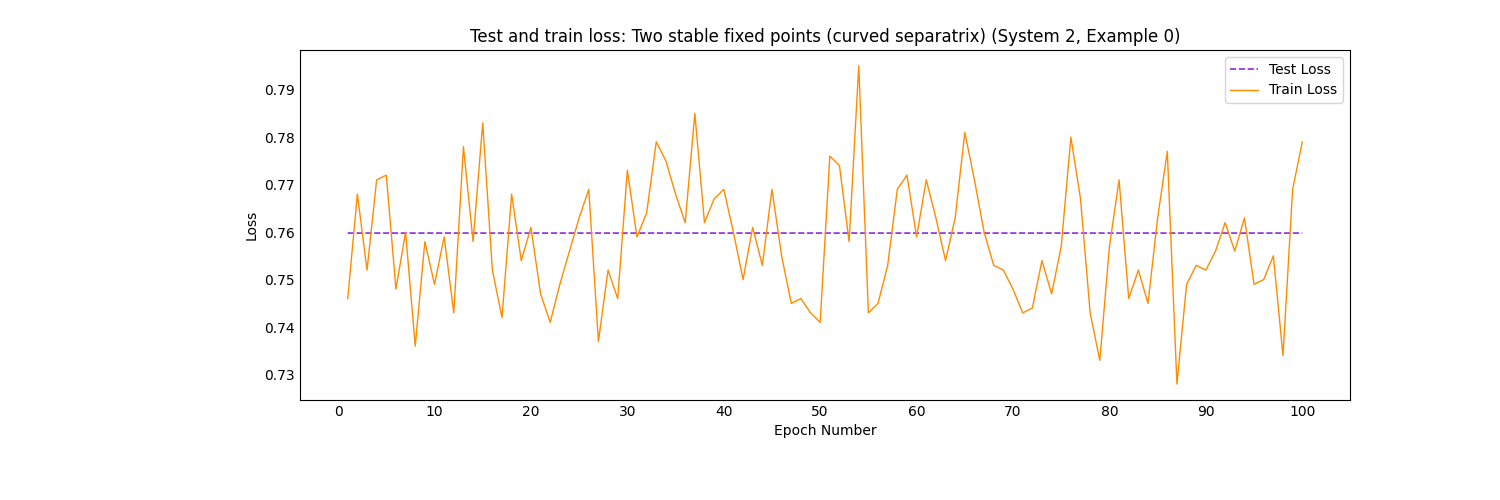 Test and train loss: Two stable fixed points (curved separatrix) (System 2, Example 0)
Test Loss
Train Loss
0.79
0.78
0.77
0.76
0.75
0.74
0.73
Loss
0 10 20 30 40 50 60 70 80 90 100
Epoch Number